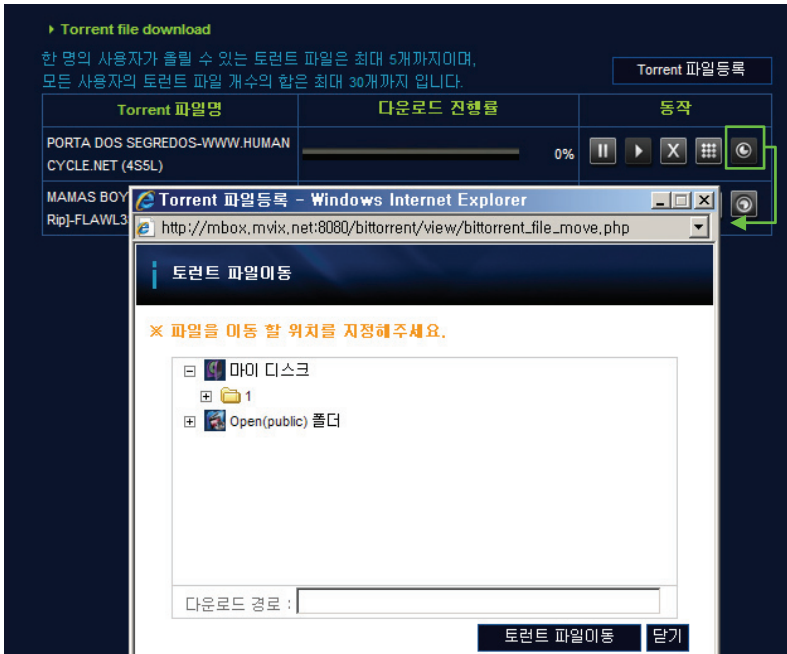 Torrent file download
한 명의 사용자가 올릴 수 있는 토런트 파일은 최대 5개까지이며,
모든 사용자의 토런트 파일 개수의 합은 최대 30개까지 입니다.
Torrent 파일등록
Torrent 파일명 다운로드 진행률 동작
PORTA DOS SEGREDOS-WWW.HUMAN
CYCLE.NET (4S5L)
0%
MAMAS BOY
Rip]-FLAWL3
Torrent 파일등록 - Windows Internet Explorer
http://mbox.mvix.net:8080/bittorrent/view/bittorrent_file_move.php
토런트 파일이동
※ 파일을 이동 할 위치를 지정해주세요.
마이 디스크
1
Open(public) 폴더
다운로드 경로 :
토런트 파일이동 닫기